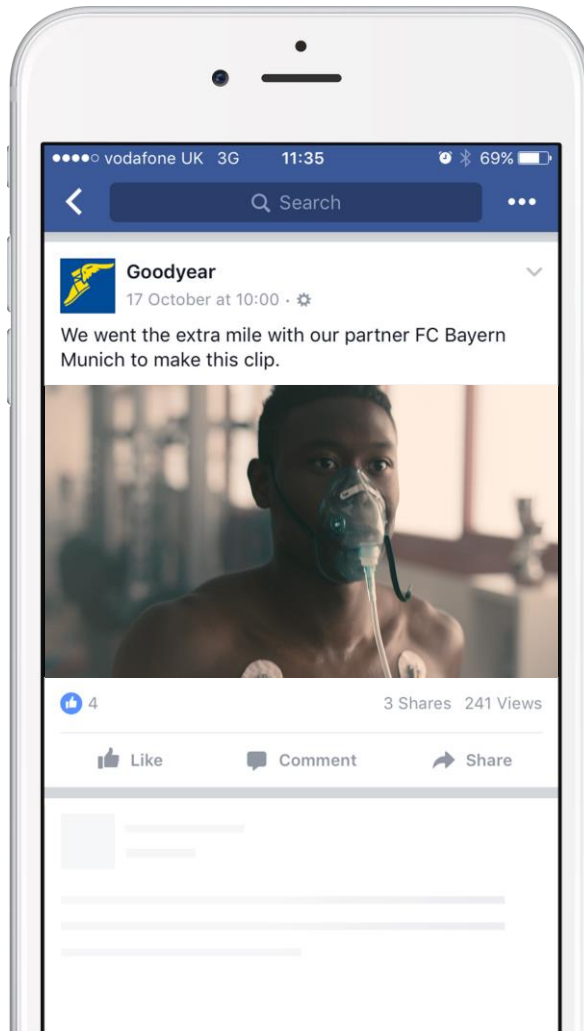 vodafone UK 3G 11:35 69%
Search
Goodyear
17 October at 10:00 ·
We went the extra mile with our partner FC Bayern
Munich to make this clip.
4 3 Shares 241 Views
Like Comment Share